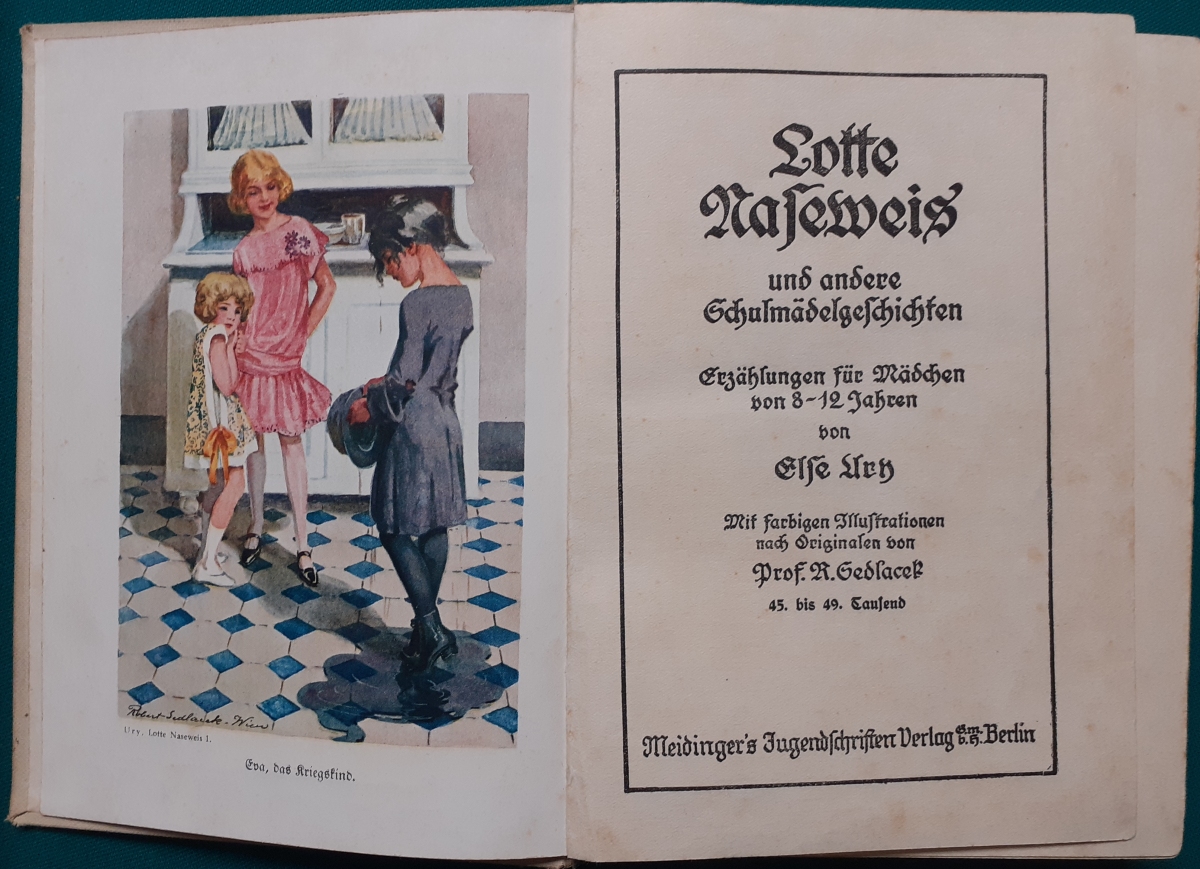 Robert Sedlacek - Wien
Ury, Lotte Naseweis I.
Eva, das Kriegskind.
Lotte
Naseweis
und andere
Schulmädelgeschichten
Erzählungen für Mädchen
von 8-12 Jahren
von
Else Ury
Mit farbigen Illustrationen
nach Originalen von
Prof. R. Sedlacek
45. bis 49. Tausend
Meidinger's Jugendschriften Verlag G.m.b.H. Berlin